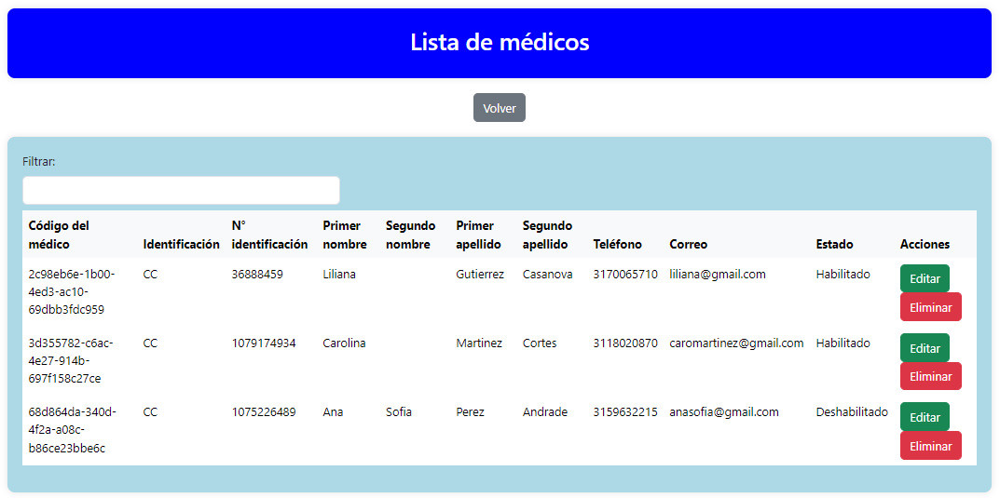 Lista de médicos
Volver
Filtrar:
Código del médico Identificación N° identificación Primer nombre Segundo nombre Primer apellido Segundo apellido Teléfono Correo Estado Acciones
2c98eb6e-1b00-4ed3-ac10-69dbb3fdc959 CC 36888459 Liliana Gutierrez Casanova 3170065710 liliana@gmail.com Habilitado Editar Eliminar
3d355782-c6ac-4e27-914b-697f158c27ce CC 1079174934 Carolina Martinez Cortes 3118020870 caromartinez@gmail.com Habilitado Editar Eliminar
68d864da-340d-4f2a-a08c-b86ce23bbe6c CC 1075226489 Ana Sofia Perez Andrade 3159632215 anasofia@gmail.com Deshabilitado Editar Eliminar